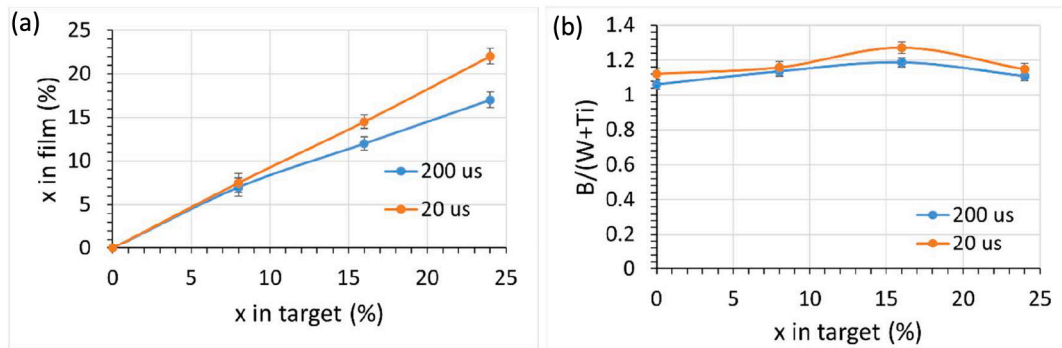 (a)
x in film (%)
25
20
15
10
5
0
200 us
20 us
0 5 10 15 20 25
x in target (%)
(b)
B/(W+Ti)
1.4
1.2
1
0.8
0.6
0.4
0.2
0
200 us
20 us
0 5 10 15 20 25
x in target (%)